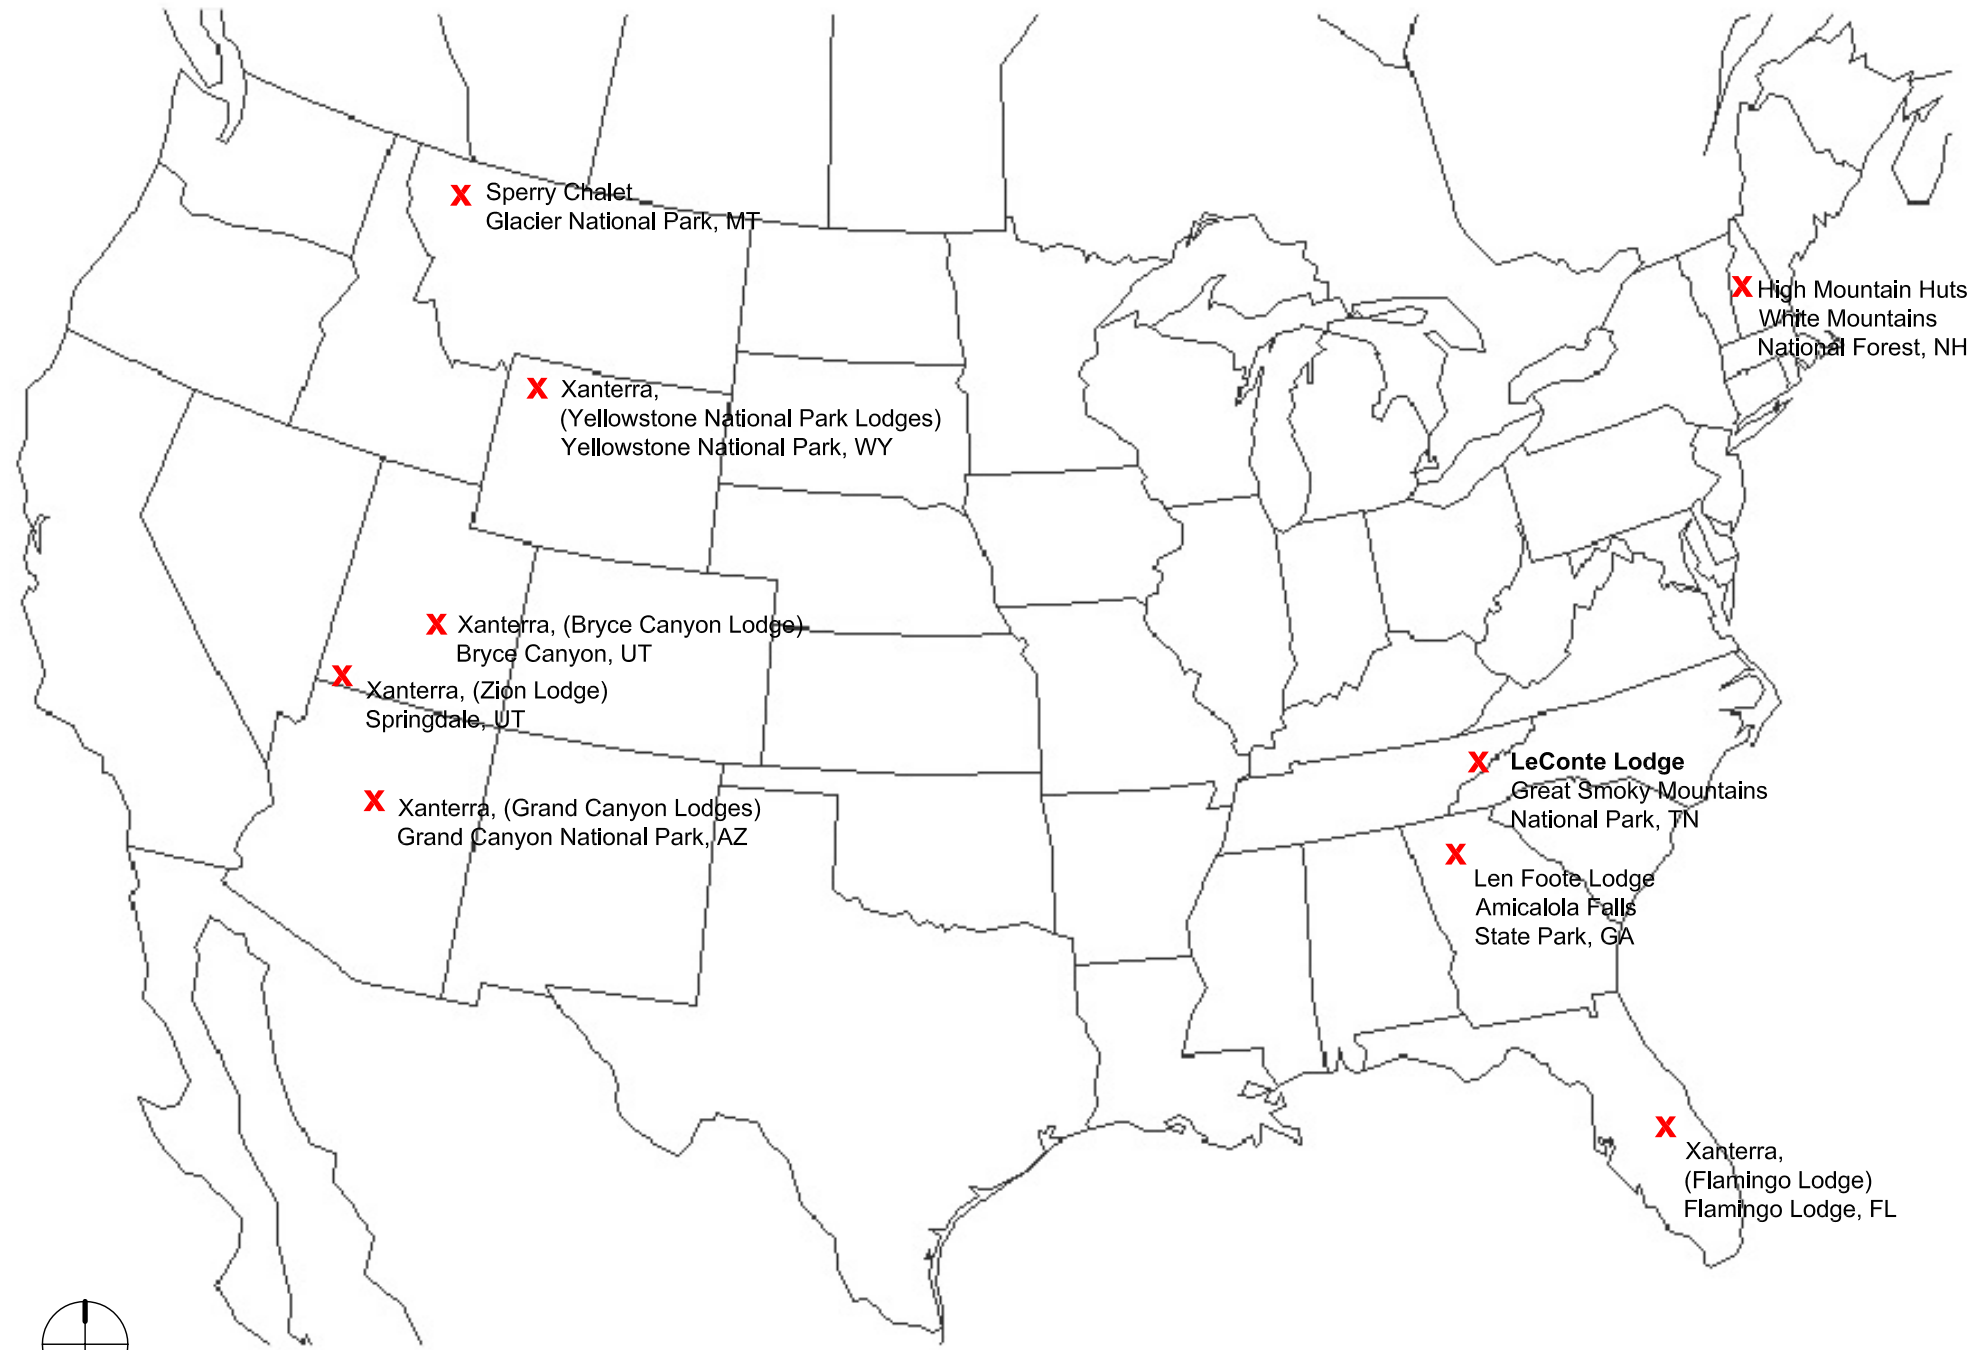 Sperry Chalet
Glacier National Park, MT
High Mountain Huts
White Mountains
National Forest, NH
Xanterra,
(Yellowstone National Park Lodges)
Yellowstone National Park, WY
Xanterra, (Bryce Canyon Lodge)
Bryce Canyon, UT
Xanterra, (Zion Lodge)
Springdale, UT
LeConte Lodge
Great Smoky Mountains
National Park, TN
Xanterra, (Grand Canyon Lodges)
Grand Canyon National Park, AZ
Len Foote Lodge
Amicalola Falls
State Park, GA
Xanterra,
(Flamingo Lodge)
Flamingo Lodge, FL